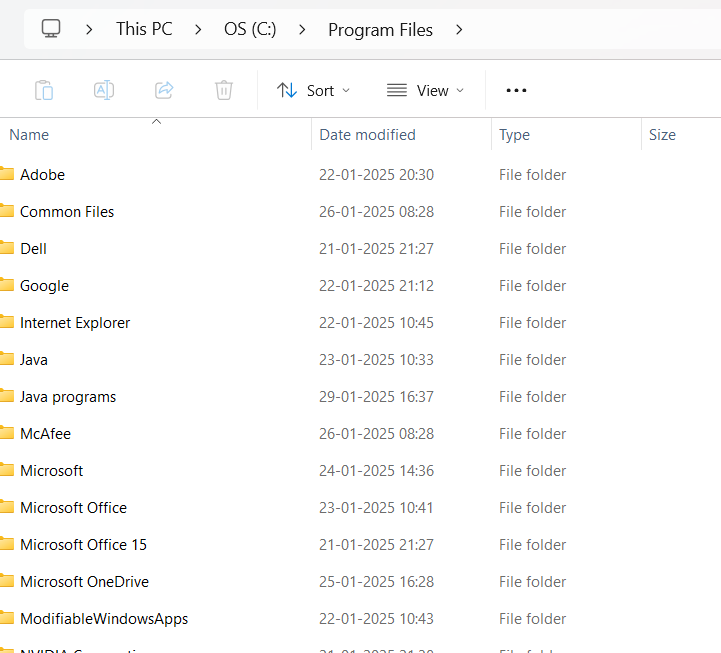 This PC > OS (C:) > Program Files >
Sort View
Name Date modified Type Size
Adobe 22-01-2025 20:30 File folder
Common Files 26-01-2025 08:28 File folder
Dell 21-01-2025 21:27 File folder
Google 22-01-2025 21:12 File folder
Internet Explorer 22-01-2025 10:45 File folder
Java 23-01-2025 10:33 File folder
Java programs 29-01-2025 16:37 File folder
McAfee 26-01-2025 08:28 File folder
Microsoft 24-01-2025 14:36 File folder
Microsoft Office 23-01-2025 10:41 File folder
Microsoft Office 15 21-01-2025 21:27 File folder
Microsoft OneDrive 25-01-2025 16:28 File folder
ModifiableWindowsApps 22-01-2025 10:43 File folder